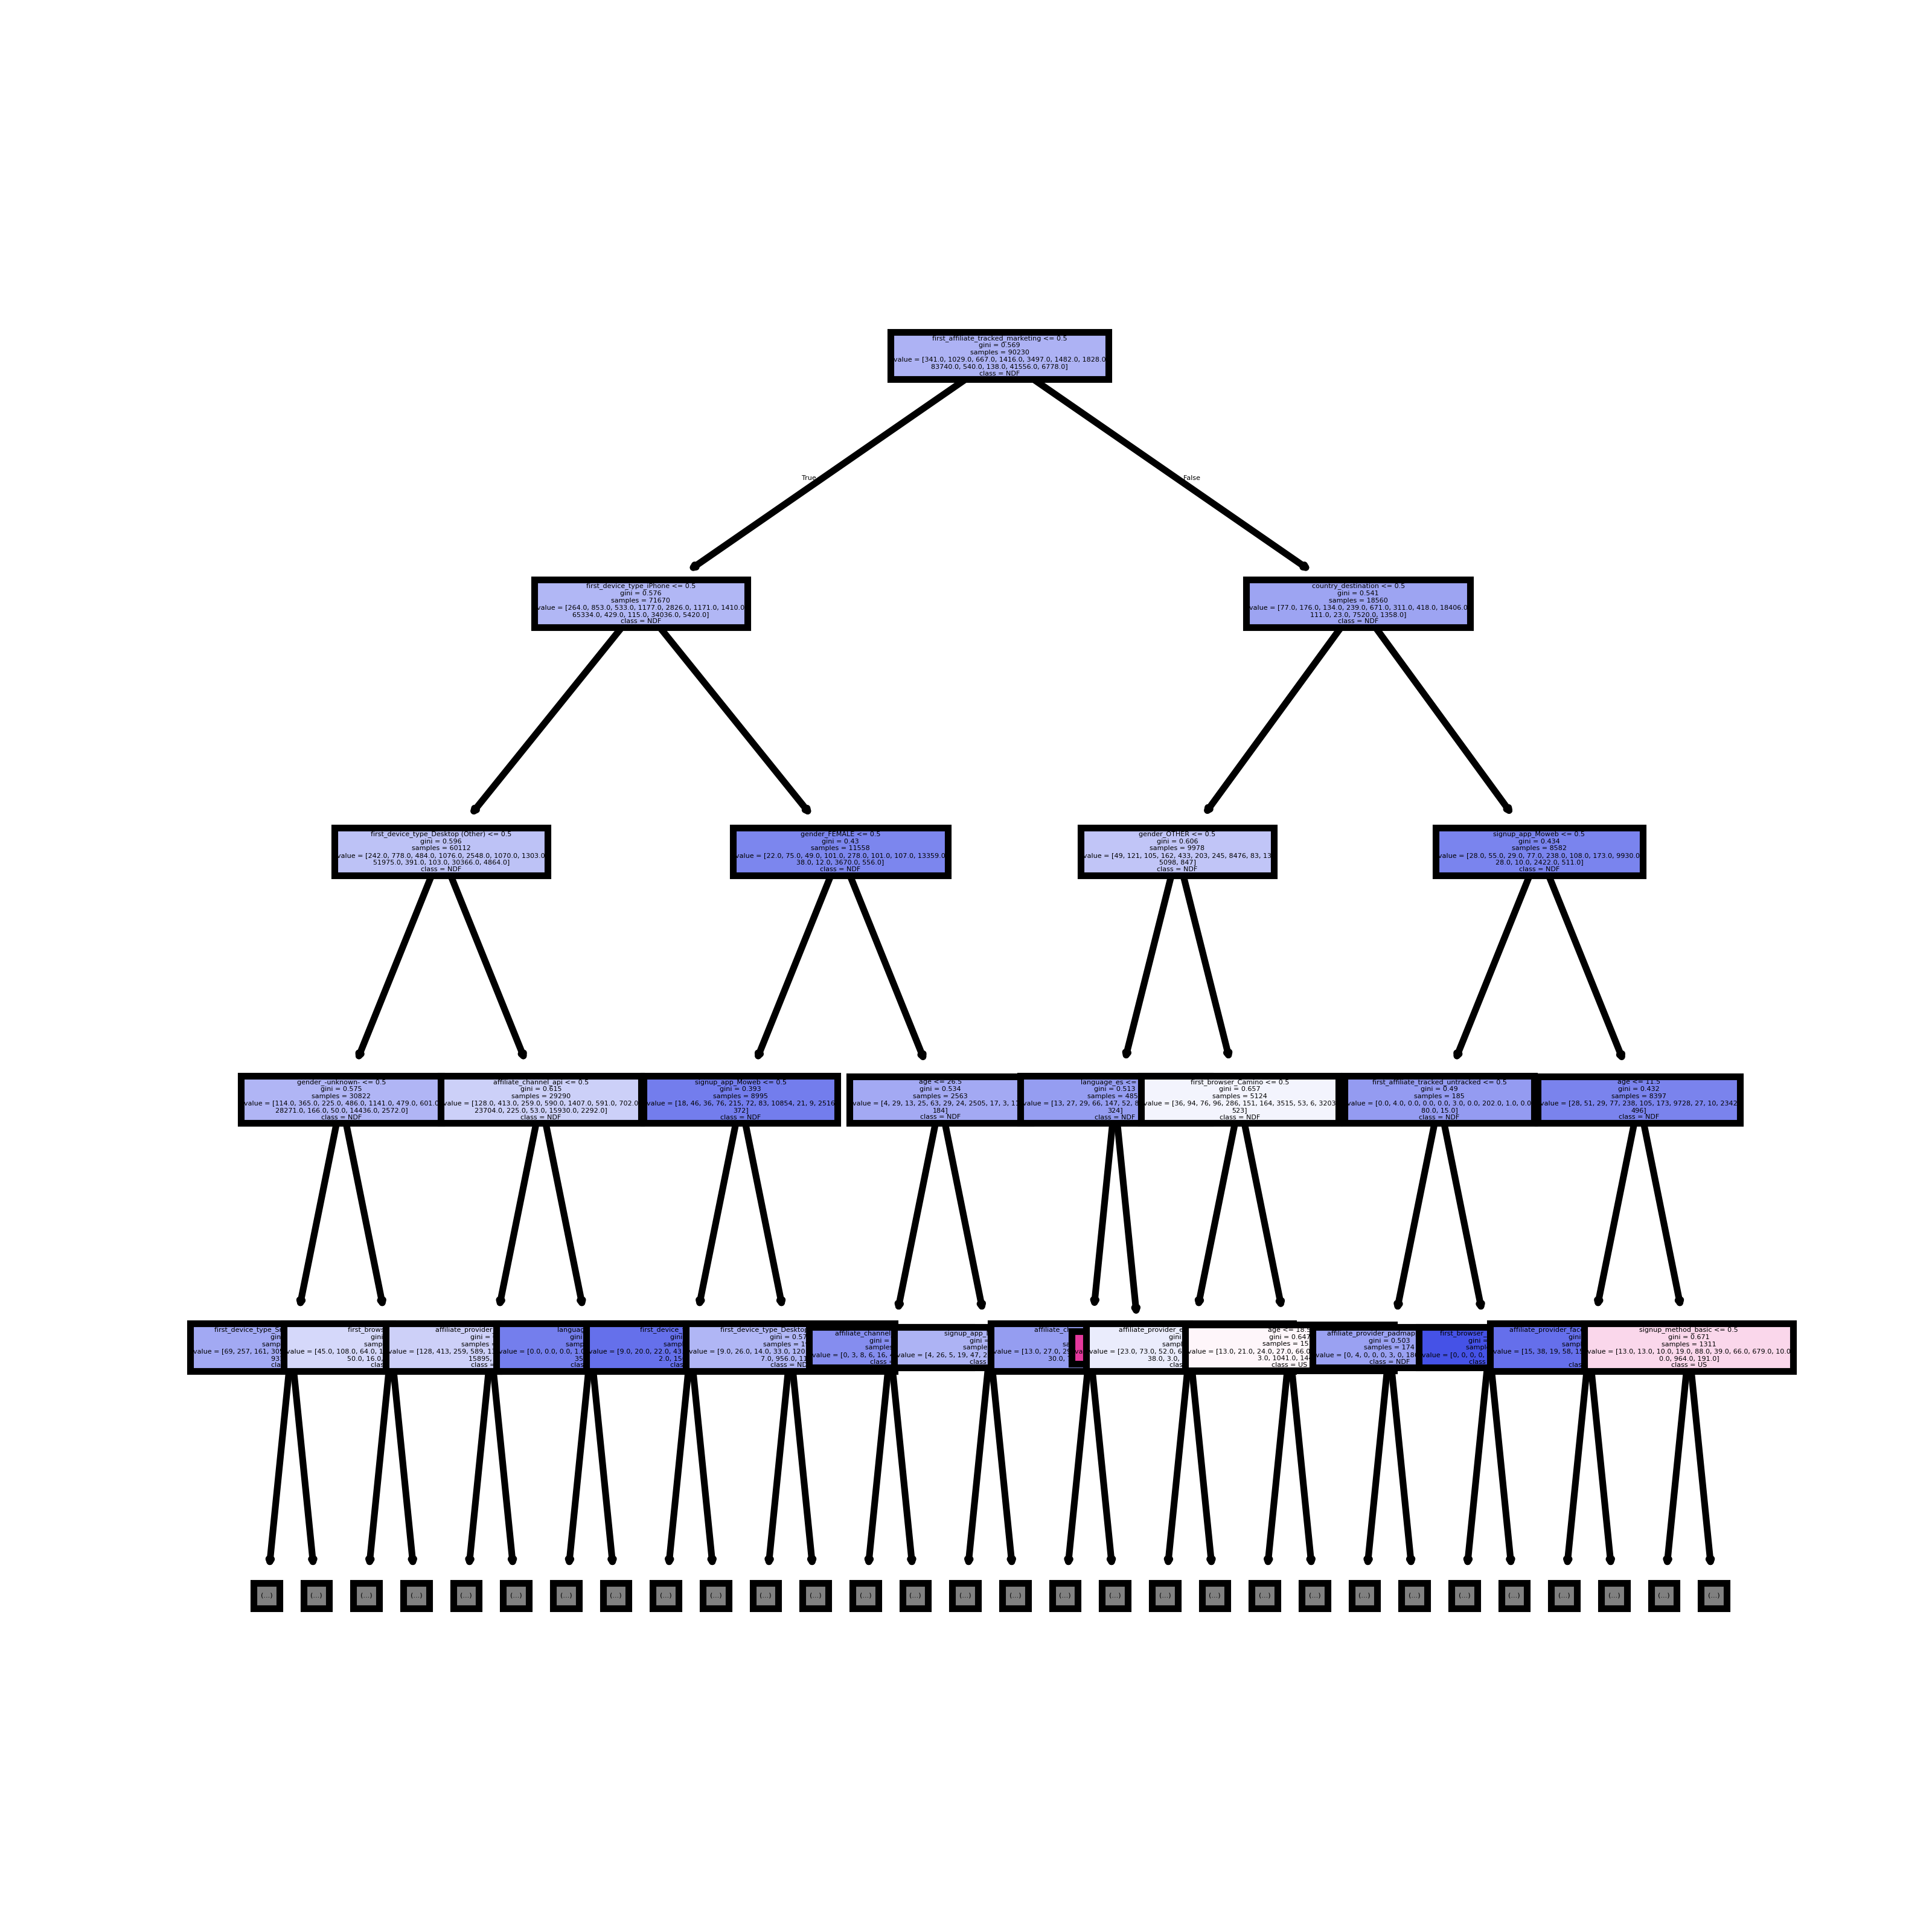 first_affiliate_tracked_marketing <= 0.5
gini = 0.569
samples = 90230
value = [341.0, 1029.0, 667.0, 1416.0, 3497.0, 1482.0, 1828.0
83740.0, 540.0, 138.0, 41556.0, 6778.0]
class = NDF
True
False
first_device_type_iPhone <= 0.5
gini = 0.576
samples = 71670
value = [264.0, 853.0, 533.0, 1177.0, 2826.0, 1171.0, 1410.0
65334.0, 429.0, 115.0, 34036.0, 5420.0]
class = NDF
country_destination <= 0.5
gini = 0.541
samples = 18560
value = [77.0, 176.0, 134.0, 239.0, 671.0, 311.0, 418.0, 18406.0
111.0, 23.0, 7520.0, 1358.0]
class = NDF
first_device_type_Desktop (Other) <= 0.5
gini = 0.596
samples = 60112
value = [242.0, 778.0, 484.0, 1076.0, 2548.0, 1070.0, 1303.0
51975.0, 391.0, 103.0, 30366.0, 4864.0]
class = NDF
gender_FEMALE <= 0.5
gini = 0.43
samples = 11558
value = [22.0, 75.0, 49.0, 101.0, 278.0, 101.0, 107.0, 13359.0
38.0, 12.0, 3670.0, 556.0]
class = NDF
gender_OTHER <= 0.5
gini = 0.606
samples = 9978
value = [49, 121, 105, 162, 433, 203, 245, 8476, 83, 13
5098, 847]
class = NDF
signup_app_Moweb <= 0.5
gini = 0.434
samples = 8582
value = [28.0, 55.0, 29.0, 77.0, 238.0, 108.0, 173.0, 9930.0
28.0, 10.0, 2422.0, 511.0]
class = NDF
gender_-unknown- <= 0.5
gini = 0.575
samples = 30822
value = [114.0, 365.0, 225.0, 486.0, 1141.0, 479.0, 601.0
28271.0, 166.0, 50.0, 14436.0, 2572.0]
class = NDF
affiliate_channel_api <= 0.5
gini = 0.615
samples = 29290
value = [128.0, 413.0, 259.0, 590.0, 1407.0, 591.0, 702.0
23704.0, 225.0, 53.0, 15930.0, 2292.0]
class = NDF
signup_app_Moweb <= 0.5
gini = 0.393
samples = 8995
value = [18, 46, 36, 76, 215, 72, 83, 10854, 21, 9, 2516
372]
class = NDF
age <= 26.5
gini = 0.534
samples = 2563
value = [4, 29, 13, 25, 63, 29, 24, 2505, 17, 3, 1
184]
class = NDF
language_es <=
gini = 0.513
samples = 485
value = [13, 27, 29, 66, 147, 52, 8
324]
class = NDF
first_browser_Camino <= 0.5
gini = 0.657
samples = 5124
value = [36, 94, 76, 96, 286, 151, 164, 3515, 53, 6, 3203
523]
class = NDF
first_affiliate_tracked_untracked <= 0.5
gini = 0.49
samples = 185
value = [0.0, 4.0, 0.0, 0.0, 0.0, 3.0, 0.0, 202.0, 1.0, 0.0
80.0, 15.0]
class = NDF
age <= 11.5
gini = 0.432
samples = 8397
value = [28, 51, 29, 77, 238, 105, 173, 9728, 27, 10, 2342
496]
class = NDF
first_device_type_S
gin
samp
value = [69, 257, 161, 30
93
cla
first_brows
gini
sampl
value = [45.0, 108.0, 64.0, 1
50.0, 16.0
cla
affiliate_provider
gini =
samples
value = [128, 413, 259, 589, 1
15895,
class =
languag
gini
sampl
value = [0.0, 0.0, 0.0, 1.0
35
cla
first_device_
gini
sampl
value = [9.0, 20.0, 22.0, 43
2.0, 15
cla
first_device_type_Desktop
gini = 0.57
samples = 1
value = [9.0, 26.0, 14.0, 33.0, 120
7.0, 956.0, 11
class = ND
affiliate_channel
gini =
samples
value = [0, 3, 8, 6, 16,
class =
signup_app_
gini
sample
value = [4, 26, 5, 19, 47, 2
class
affiliate_c
gin
sa
value = [13.0, 27.0, 29
30.0,
cl
affiliate_provider_e
gini
samp
value = [23.0, 73.0, 52.0, 6
38.0, 3.0,
clas
gini = 0.647
samples = 15
value = [13.0, 21.0, 24.0, 27.0, 66.0
3.0, 1041.0, 14
class = US
affiliate_provider_padmap
gini = 0.503
samples = 174
value = [0, 4, 0, 0, 0, 3, 0, 18
class = NDF
first_browser_
gini
samp
value = [0, 0, 0, 0,
class
affiliate_provider_fac
gini
samp
value = [15, 38, 19, 58, 1
clas
signup_method_basic <= 0.5
gini = 0.671
samples = 1311
value = [13.0, 13.0, 10.0, 19.0, 88.0, 39.0, 66.0, 679.0, 10.0
0.0, 964.0, 191.0]
class = US
(...) (...) (...) (...) (...) (...) (...) (...) (...) (...) (...) (...) (...) (...) (...) (...) (...) (...) (...) (...) (...) (...) (...) (...) (...) (...) (...) (...) (...) (...)